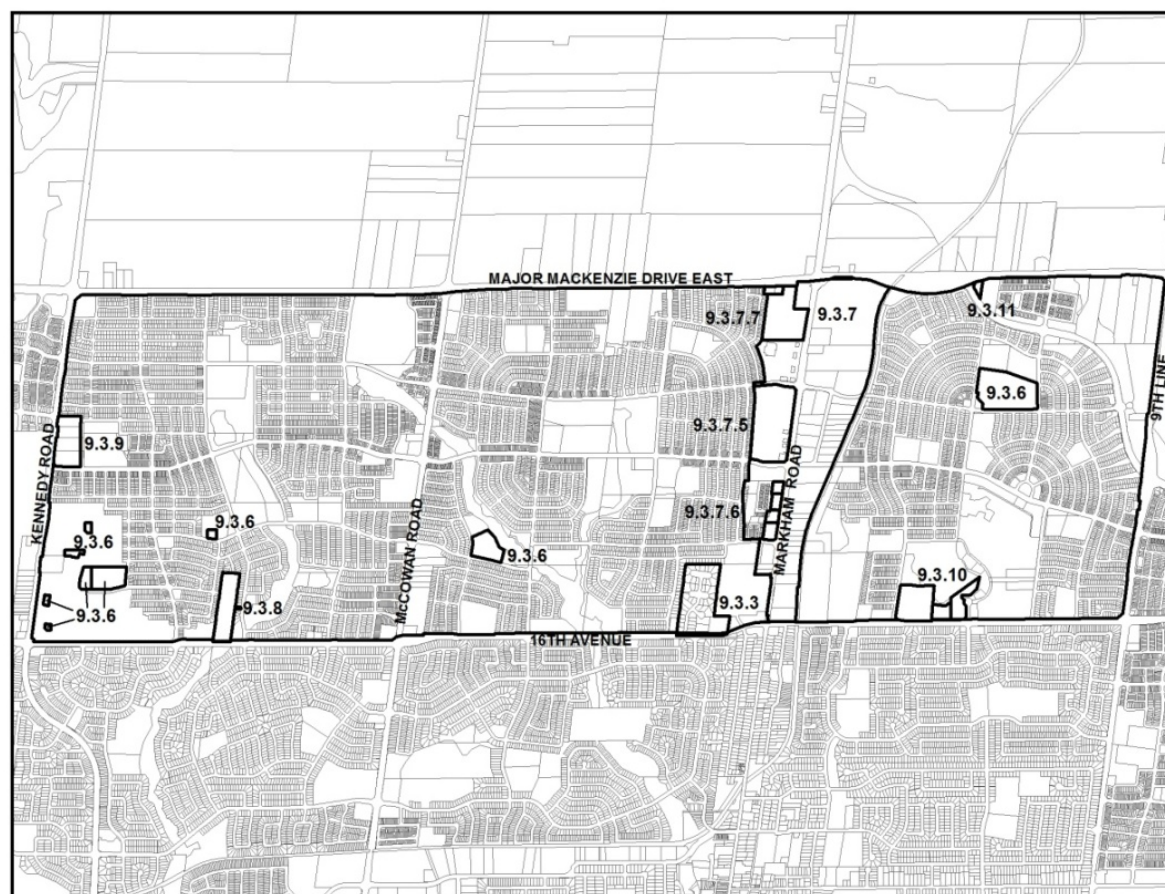 MAJOR MACKENZIE DRIVE EAST
9.3.7.7
9.3.7
9.3.11
9.3.6
9TH LINE
9.3.7.5
KENNEDY ROAD
9.3.9
MARKHAM ROAD
9.3.7.6
McCOWAN ROAD
9.3.6
9.3.6
9.3.6
9.3.10
9.3.3
9.3.8
9.3.6
16TH AVENUE